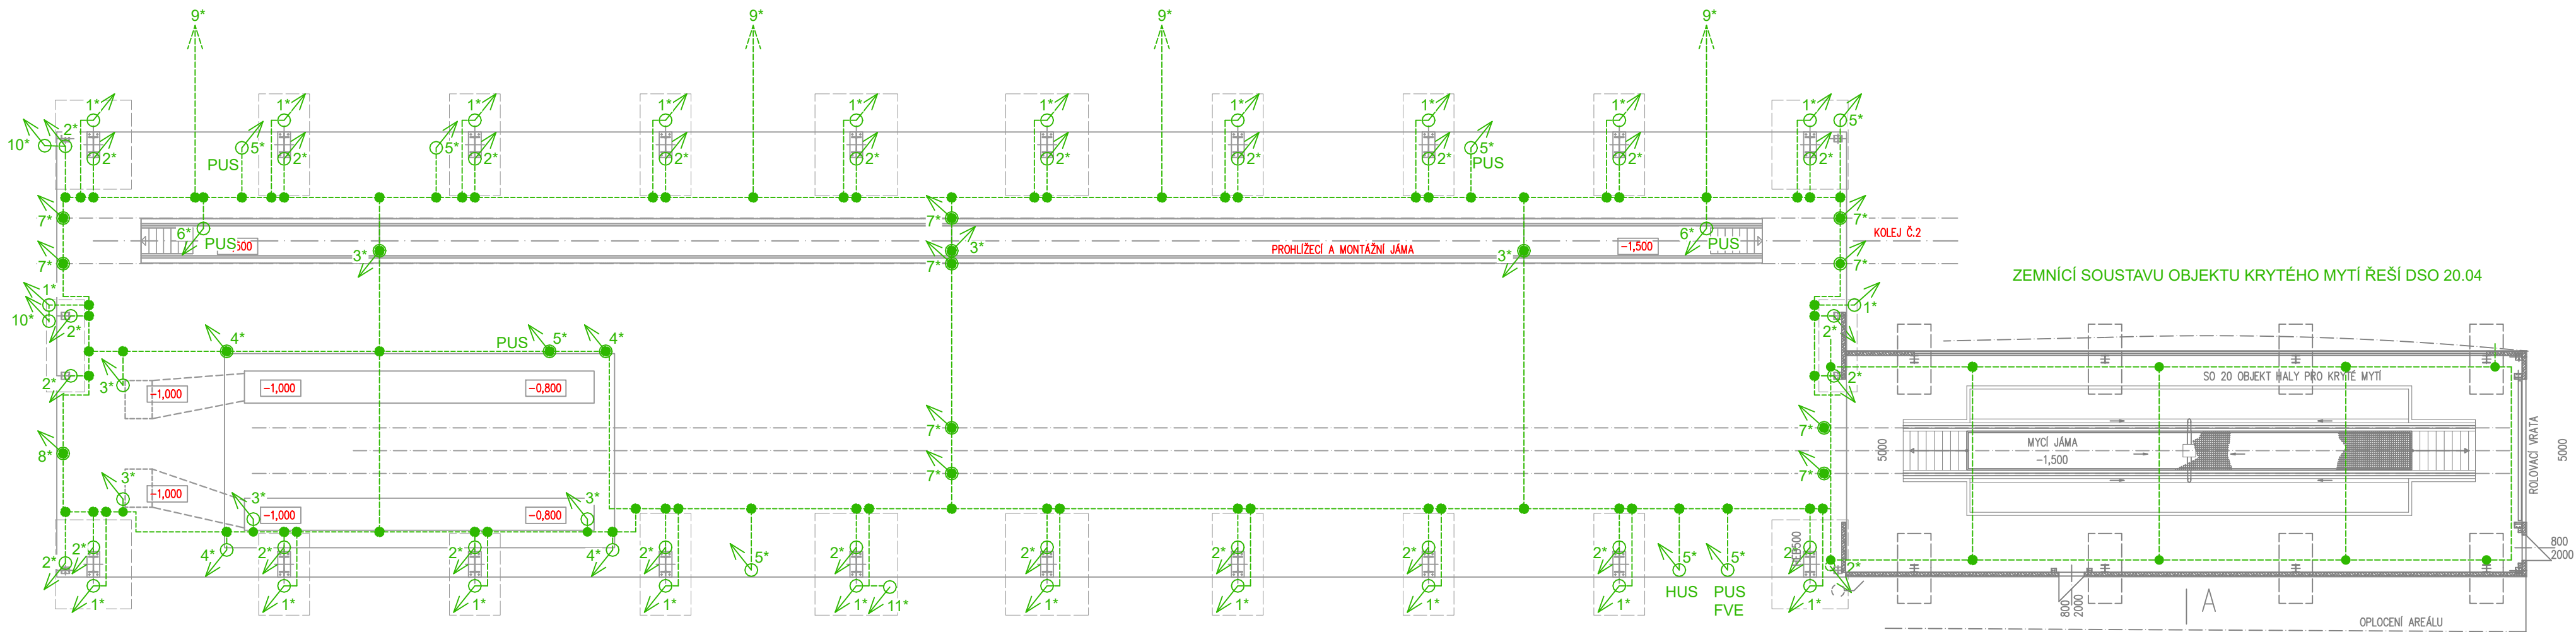 9* 9* 9* 9*
1* 1* 1* 1* 1* 1* 1* 1* 1* 1*
10* 2* 2* 5* 2* 5* 2* 2* 2* 2* 2* 2* 5* 2* 2* 5*
PUS PUS
7* 7* 7*
6* PUS 6* PUS
-1,500
KOLEJ Č.2
3* 3* 3*
PROHLÍŽECÍ A MONTÁŽNÍ JÁMA
7* 7* 7*
ZEMNÍCÍ SOUSTAVU OBJEKTU KRYTÉHO MYTÍ ŘEŠÍ DSO 20.04
1* 1*
10* 2* 2*
4* PUS 5* 4*
2* 3* 2*
-1,000 -1,000 -0,800
SO 20 OBJEKT HALY PRO KRYTÉ MYTÍ
7* 7*
8*
5000 MYCÍ JÁMA
-1,500
ROLOVACÍ VRATA
5000
7* 7*
3* 3* 3*
-1,000 -1,000 -0,800
2* 2* 4* 2* 2* 4* 2* 5* 2* 2* 2* 2* 2* 5* 5* 2* 2*
800
2000
1* 1* 1* 1* 1* 11* 1* 1* 1* 1* 1*
HUS PUS
FVE
800
2000
A
OPLOCENÍ AREÁLU